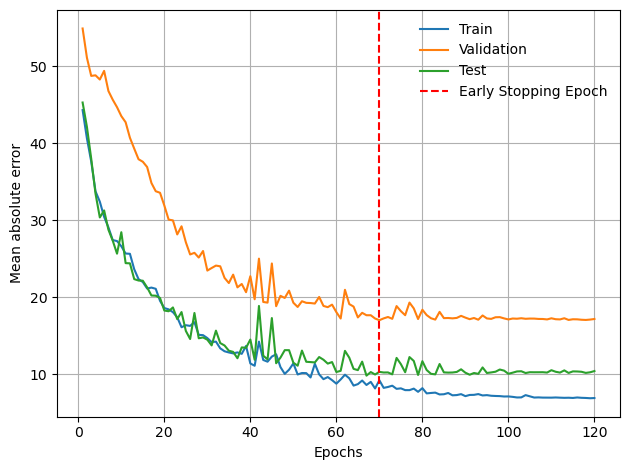 Train
Validation
Test
Early Stopping Epoch
Mean absolute error
50
40
30
20
10
0 20 40 60 80 100 120
Epochs